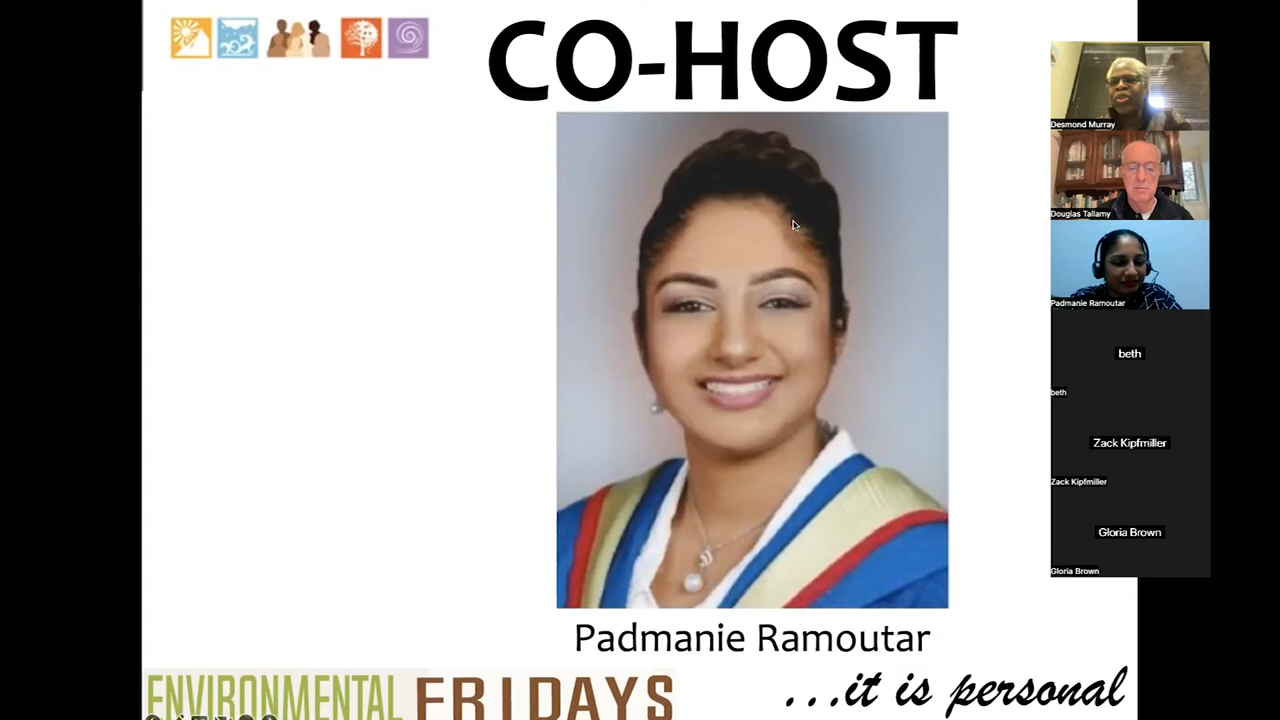 CO-HOST
Padmanie Ramoutar
ENVIRONMENTAL FRIDAYS
...it is personal
Desmond Murray
Douglas Tallamy
Padmanie Ramoutar
beth
beth
Zack Kipfmiller
Zack Kipfmiller
Gloria Brown
Gloria Brown